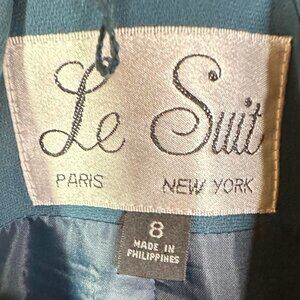 Le Suit
PARIS NEW YORK
8
MADE IN
PHILIPPINES